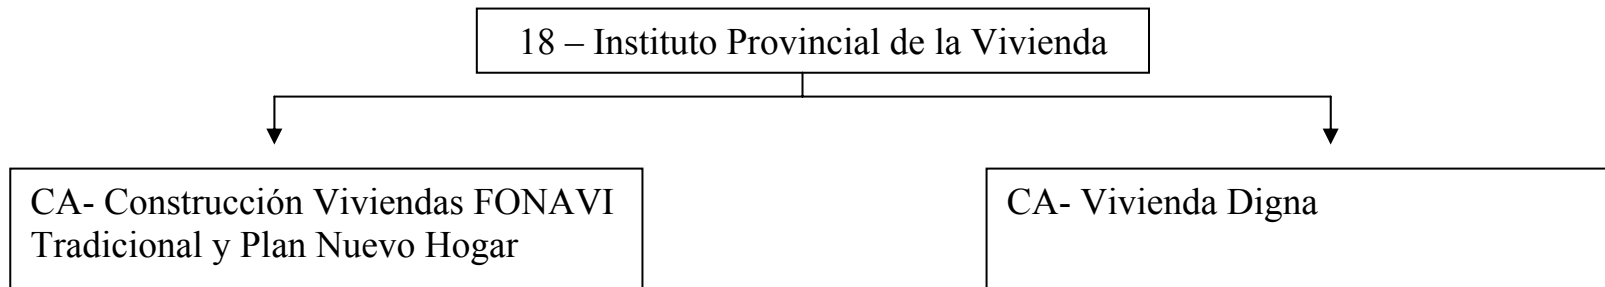 18 – Instituto Provincial de la Vivienda
CA- Construcción Viviendas FONAVI
Tradicional y Plan Nuevo Hogar
CA- Vivienda Digna